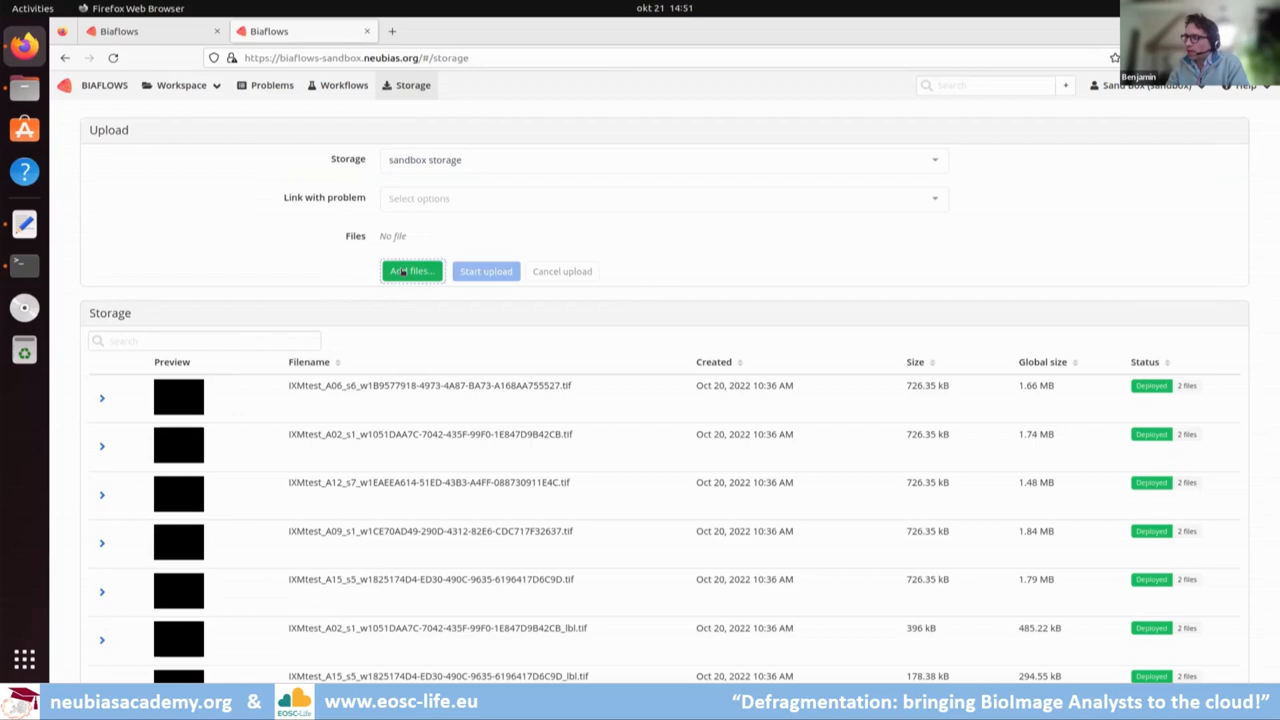 Activities
Firefox Web Browser
okt 21 14:51
Biaflows
Biaflows
https://biaflows-sandbox.neubias.org/#/storage
Benjamin
BIAFLOWS
Workspace
Problems
Workflows
Storage
Search
+
Sand Box (sandbox)
Help
Upload
Storage
sandbox storage
Link with problem
Select options
Files
No file
Add files...
Start upload
Cancel upload
Storage
Search
Preview Filename Created Size Global size Status
IXMtest_A06_s6_w1B9577918-4973-4A87-BA73-A168AA755527.tif Oct 20, 2022 10:36 AM 726.35 kB 1.66 MB Deployed 2 files
IXMtest_A02_s1_w1051DAA7C-7042-435F-99F0-1E847D9B42CB.tif Oct 20, 2022 10:36 AM 726.35 kB 1.74 MB Deployed 2 files
IXMtest_A12_s7_w1EAEEA614-51ED-43B3-A4FF-088730911E4C.tif Oct 20, 2022 10:36 AM 726.35 kB 1.48 MB Deployed 2 files
IXMtest_A09_s1_w1CE70AD49-290D-4312-82E6-CDC717F32637.tif Oct 20, 2022 10:36 AM 726.35 kB 1.84 MB Deployed 2 files
IXMtest_A15_s5_w1825174D4-ED30-490C-9635-6196417D6C9D.tif Oct 20, 2022 10:36 AM 726.35 kB 1.79 MB Deployed 2 files
IXMtest_A02_s1_w1051DAA7C-7042-435F-99F0-1E847D9B42CB_lbl.tif Oct 20, 2022 10:36 AM 396 kB 485.22 kB Deployed 2 files
IXMtest_A15_s5_w1825174D4-ED30-490C-9635-6196417D6C9D_lbl.tif Oct 20, 2022 10:36 AM 178.38 kB 294.55 kB Deployed 2 files
neubiasacademy.org & EOSC-Life www.eosc-life.eu “Defragmentation: bringing BioImage Analysts to the cloud!”